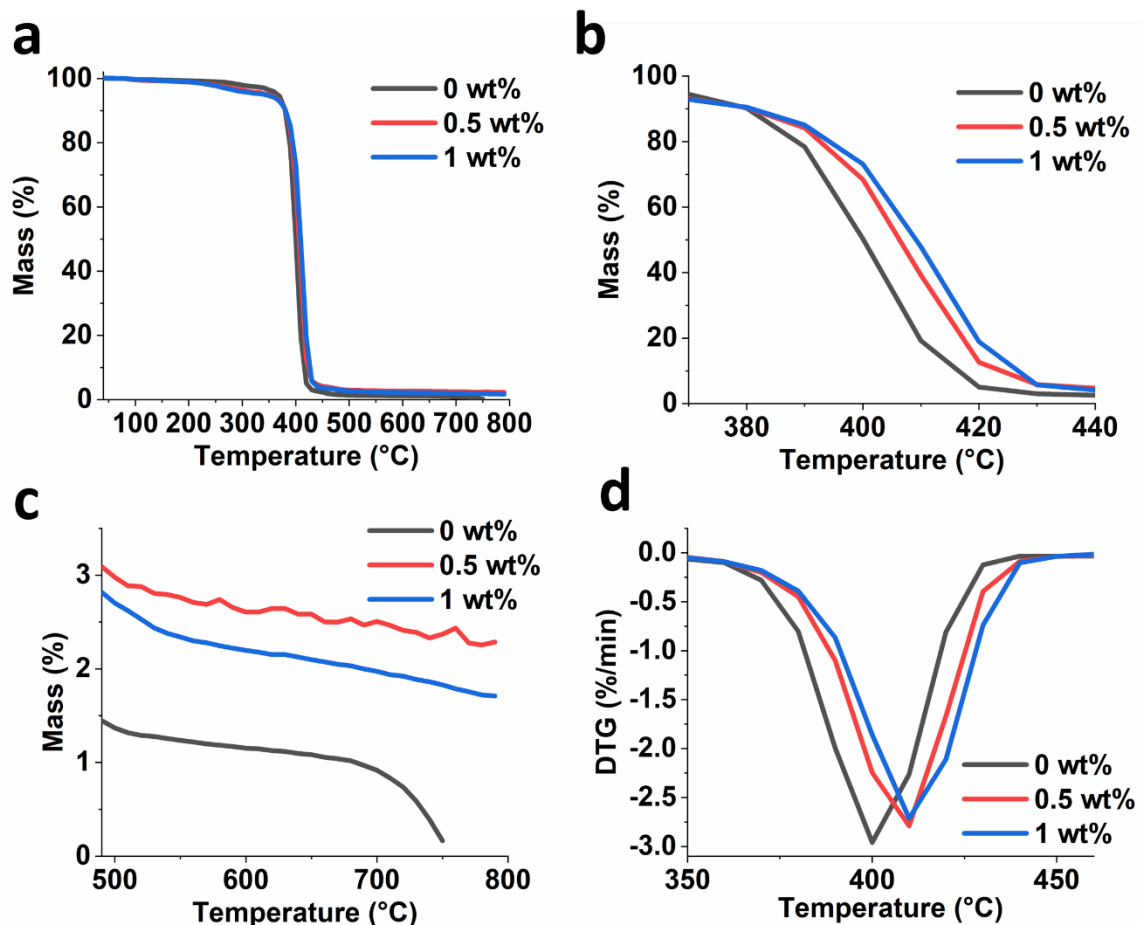 a
100
80
60
40
20
0
Mass (%)
0 wt%
0.5 wt%
1 wt%
100 200 300 400 500 600 700 800
Temperature (°C)
b
100
80
60
40
20
0
Mass (%)
0 wt%
0.5 wt%
1 wt%
380 400 420 440
Temperature (°C)
c
3
2
1
0
Mass (%)
0 wt%
0.5 wt%
1 wt%
500 600 700 800
Temperature (°C)
d
0.0
-0.5
-1.0
-1.5
-2.0
-2.5
-3.0
DTG (%/min)
0 wt%
0.5 wt%
1 wt%
350 400 450
Temperature (°C)